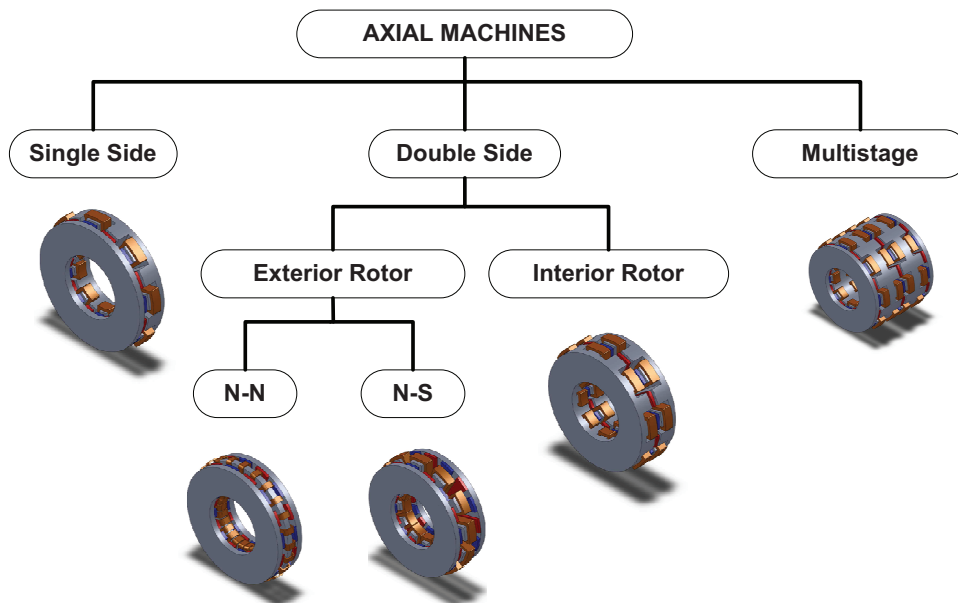 AXIAL MACHINES
Single Side
Double Side
Multistage
Exterior Rotor
Interior Rotor
N-N
N-S